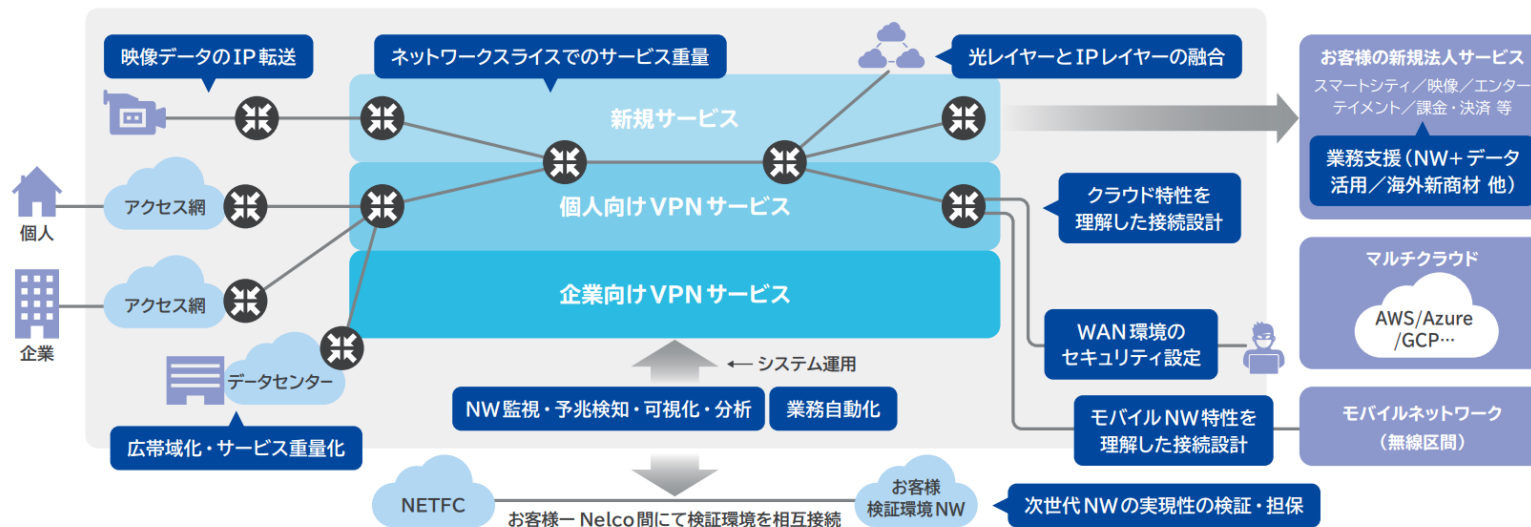 映像データのIP転送
ネットワークスライスでのサービス重量
光レイヤーとIPレイヤーの融合
お客様の新規法人サービス
スマートシティ／映像／エンター
テイメント／課金・決済 等
新規サービス
業務支援（NW＋データ
活用／海外新商材 他）
個人
アクセス網
個人向けVPNサービス
クラウド特性を
理解した接続設計
企業
アクセス網
企業向けVPNサービス
マルチクラウド
AWS/Azure
/GCP…
WAN環境の
セキュリティ設定
データセンター
←システム運用
NW監視・予兆検知・可視化・分析
業務自動化
広帯域化・サービス重量化
モバイルNW特性を
理解した接続設計
モバイルネットワーク
（無線区間）
NETFC
お客様ー Nelco間にて検証環境を相互接続
お客様
検証環境NW
次世代NWの実現性の検証・担保